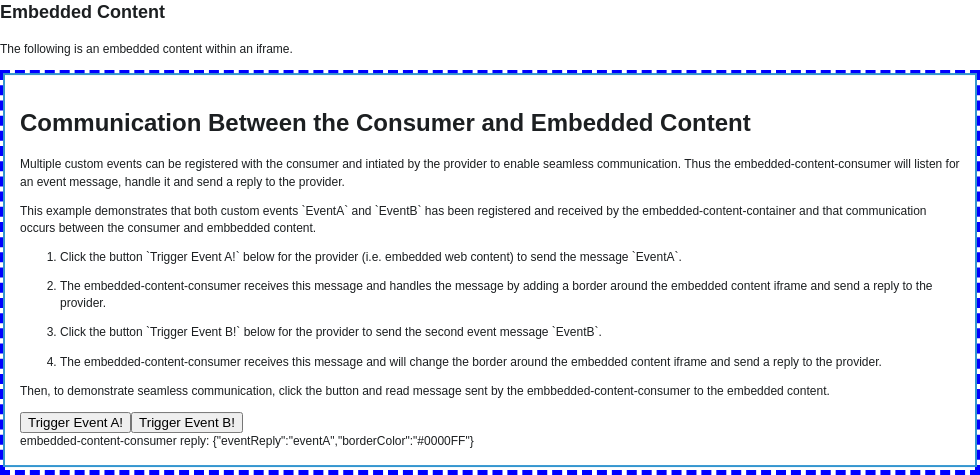 Embedded Content
The following is an embedded content within an iframe.
Communication Between the Consumer and Embedded Content
Multiple custom events can be registered with the consumer and intiated by the provider to enable seamless communication. Thus the embedded-content-consumer will listen for
an event message, handle it and send a reply to the provider.
This example demonstrates that both custom events `EventA` and `EventB` has been registered and received by the embedded-content-container and that communication
occurs between the consumer and embbedded content.
1. Click the button `Trigger Event A!` below for the provider (i.e. embedded web content) to send the message `EventA`.
2. The embedded-content-consumer receives this message and handles the message by adding a border around the embedded content iframe and send a reply to the
provider.
3. Click the button `Trigger Event B!` below for the provider to send the second event message `EventB`.
4. The embedded-content-consumer receives this message and will change the border around the embedded content iframe and send a reply to the provider.
Then, to demonstrate seamless communication, click the button and read message sent by the embbedded-content-consumer to the embedded content.
Trigger Event A! Trigger Event B!
embedded-content-consumer reply: {"eventReply":"eventA","borderColor":"#0000FF"}